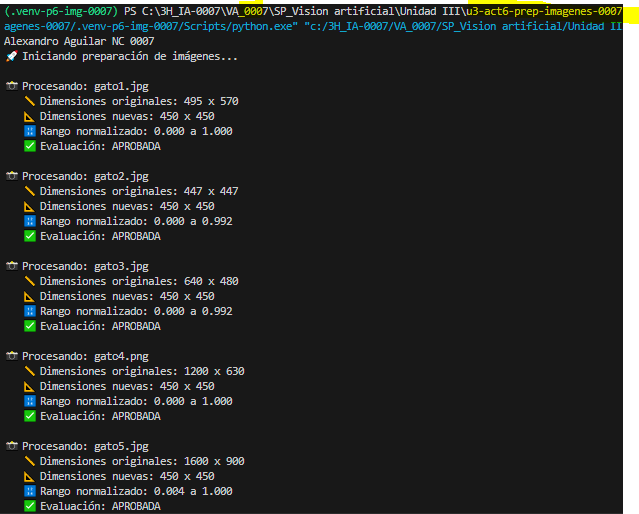 (.venv-p6-img-0007) PS C:\3H_IA-0007\VA_0007\SP_Vision artificial\Unidad III\u3-act6-prep-imagenes-0007
agenes-0007/.venv-p6-img-0007/Scripts/python.exe" "c:/3H_IA-0007/VA_0007/SP_Vision artificial/Unidad II
Alexandro Aguilar NC 0007
🚀 Iniciando preparación de imágenes...
📷 Procesando: gato1.jpg
📏 Dimensiones originales: 495 x 570
📐 Dimensiones nuevas: 450 x 450
🔢 Rango normalizado: 0.000 a 1.000
✅ Evaluación: APROBADA
📷 Procesando: gato2.jpg
📏 Dimensiones originales: 447 x 447
📐 Dimensiones nuevas: 450 x 450
🔢 Rango normalizado: 0.000 a 0.992
✅ Evaluación: APROBADA
📷 Procesando: gato3.jpg
📏 Dimensiones originales: 640 x 480
📐 Dimensiones nuevas: 450 x 450
🔢 Rango normalizado: 0.000 a 0.992
✅ Evaluación: APROBADA
📷 Procesando: gato4.png
📏 Dimensiones originales: 1200 x 630
📐 Dimensiones nuevas: 450 x 450
🔢 Rango normalizado: 0.000 a 1.000
✅ Evaluación: APROBADA
📷 Procesando: gato5.jpg
📏 Dimensiones originales: 1600 x 900
📐 Dimensiones nuevas: 450 x 450
🔢 Rango normalizado: 0.004 a 1.000
✅ Evaluación: APROBADA